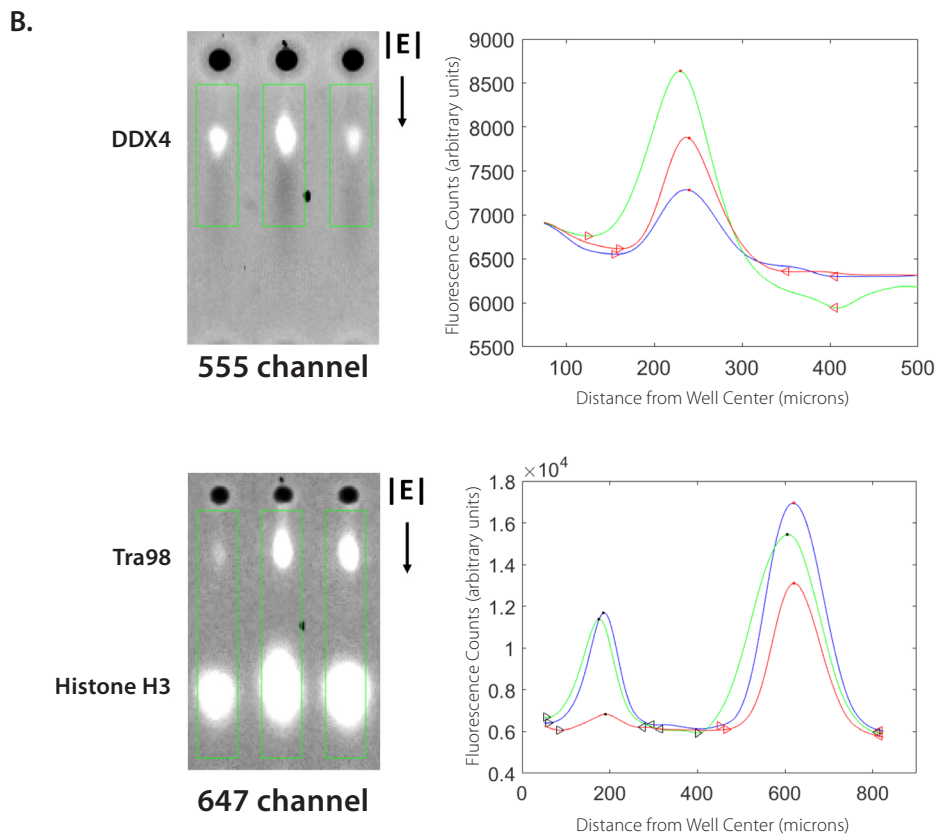 B.
|E|
DDX4
555 channel
9000
8500
8000
7500
7000
6500
6000
5500
Fluorescence Counts (arbitrary units)
100
200
300
400
500
Distance from Well Center (microns)
|E|
Tra98
Histone H3
647 channel
×10⁴
1.8
1.6
1.4
1.2
1.0
0.8
0.6
0.4
Fluorescence Counts (arbitrary units)
0
200
400
600
800
Distance from Well Center (microns)